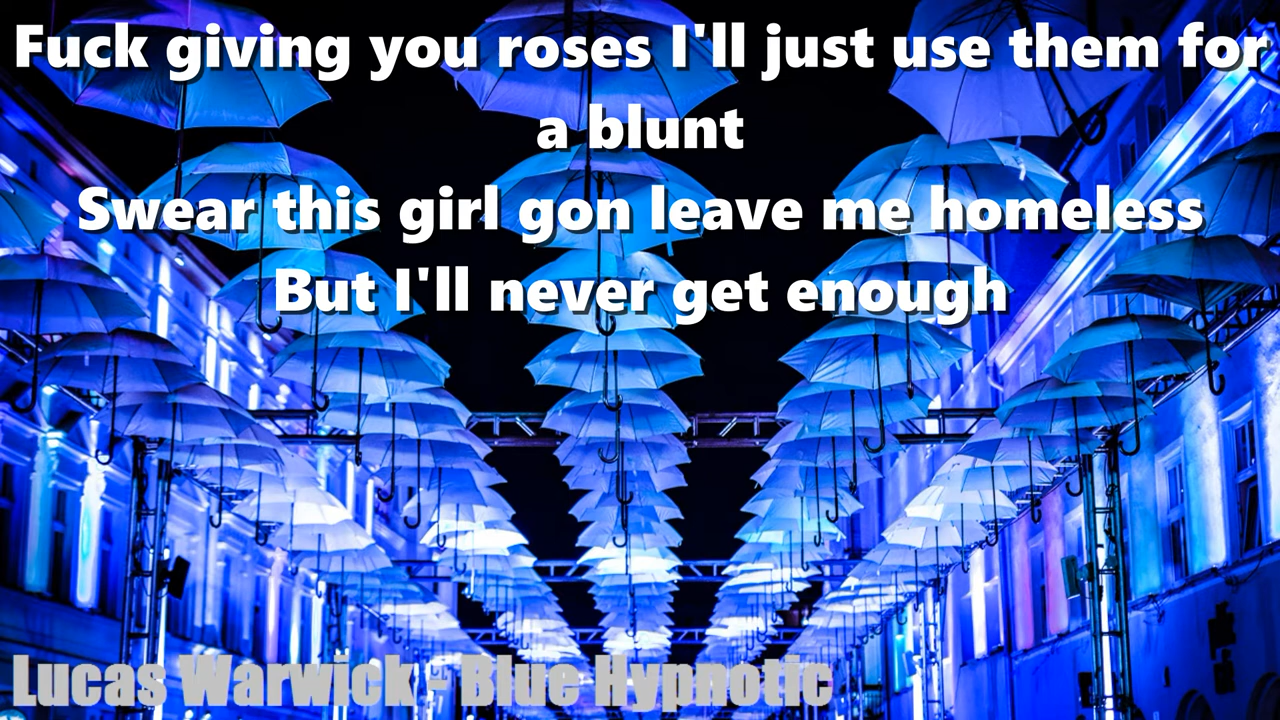 Fuck giving you roses I'll just use them for
a blunt
Swear this girl gon leave me homeless
But I'll never get enough
Lucas Warwick - Blue Hypnotic